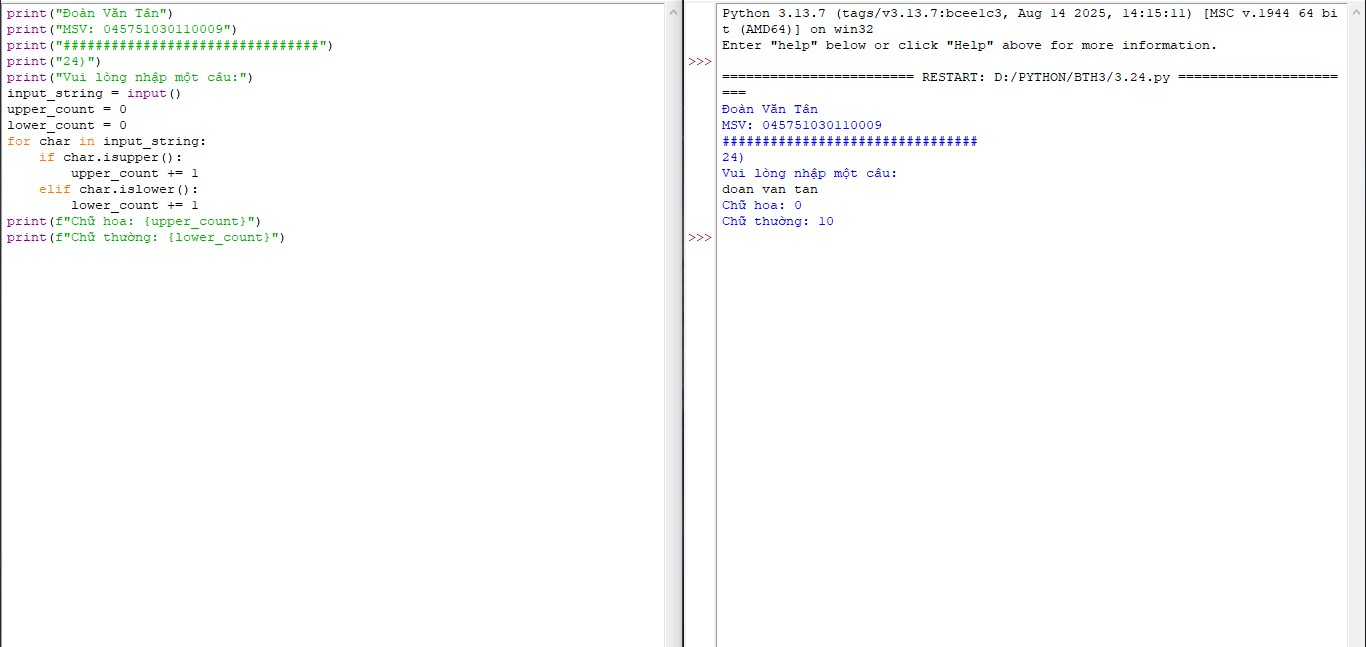 print("Đoàn Văn Tân")
print("MSV: 045751030110009")
print("################################")
print("24)")
print("Vui lòng nhập một câu:")
input_string = input()
upper_count = 0
lower_count = 0
for char in input_string:
    if char.isupper():
        upper_count += 1
    elif char.islower():
        lower_count += 1
print(f"Chữ hoa: {upper_count}")
print(f"Chữ thường: {lower_count}")
Python 3.13.7 (tags/v3.13.7:bcee1c3, Aug 14 2025, 14:15:11) [MSC v.1944 64 bi
t (AMD64)] on win32
Enter "help" below or click "Help" above for more information.
>>>
======================== RESTART: D:/PYTHON/BTH3/3.24.py ====================
===
Đoàn Văn Tân
MSV: 045751030110009
################################
24)
Vui lòng nhập một câu:
doan van tan
Chữ hoa: 0
Chữ thường: 10
>>>